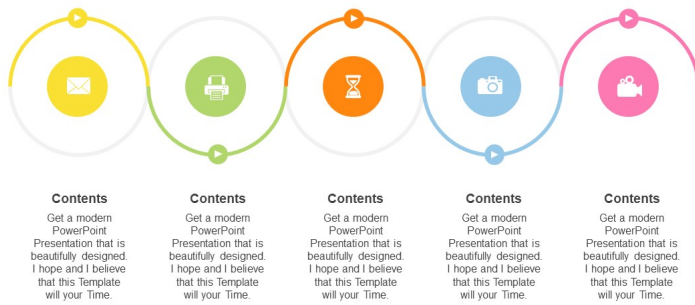 Contents
Get a modern
PowerPoint
Presentation that is
beautifully designed.
I hope and I believe
that this Template
will your Time.
Contents
Get a modern
PowerPoint
Presentation that is
beautifully designed.
I hope and I believe
that this Template
will your Time.
Contents
Get a modern
PowerPoint
Presentation that is
beautifully designed.
I hope and I believe
that this Template
will your Time.
Contents
Get a modern
PowerPoint
Presentation that is
beautifully designed.
I hope and I believe
that this Template
will your Time.
Contents
Get a modern
PowerPoint
Presentation that is
beautifully designed.
I hope and I believe
that this Template
will your Time.